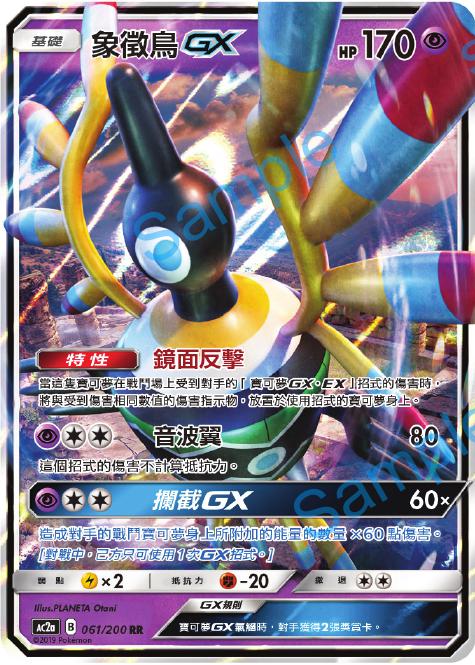 基礎 象徵鳥GX HP 170
Sample
特性 鏡面反擊
當這隻寶可夢在戰鬥場上受到對手的「寶可夢GX・EX」招式的傷害時,
將與受到傷害相同數值的傷害指示物,放置於使用招式的寶可夢身上。
音波翼 80
這個招式的傷害不計算抵抗力。
攔截GX 60×
造成對手的戰鬥寶可夢身上所附加的能量的數量×60點傷害。
[對戰中,己方只可使用1次GX招式。]
弱點 ×2 抵抗力 -20 撤退
Illus.PLANETA Otani
GX規則
AC2a B 061/200 RR
寶可夢GX氣絕時,對手獲得2張獎賞卡。
©2019 Pokémon
Sample
Sample